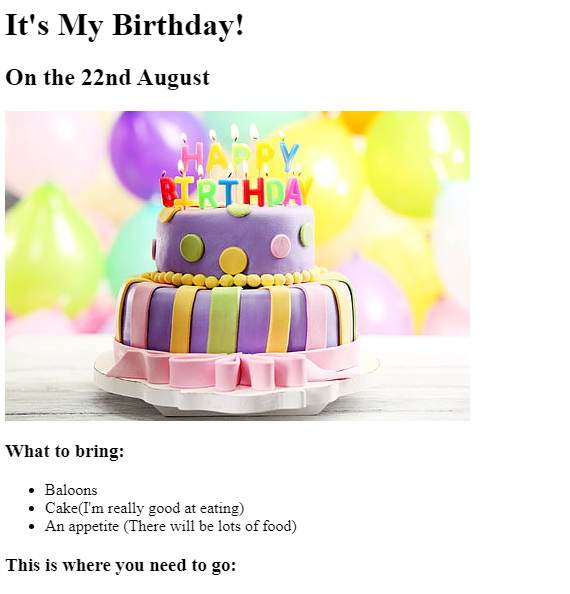 It's My Birthday!
On the 22nd August
HAPPY
BIRTHDAY
What to bring:
Baloons
Cake(I'm really good at eating)
An appetite (There will be lots of food)
This is where you need to go: